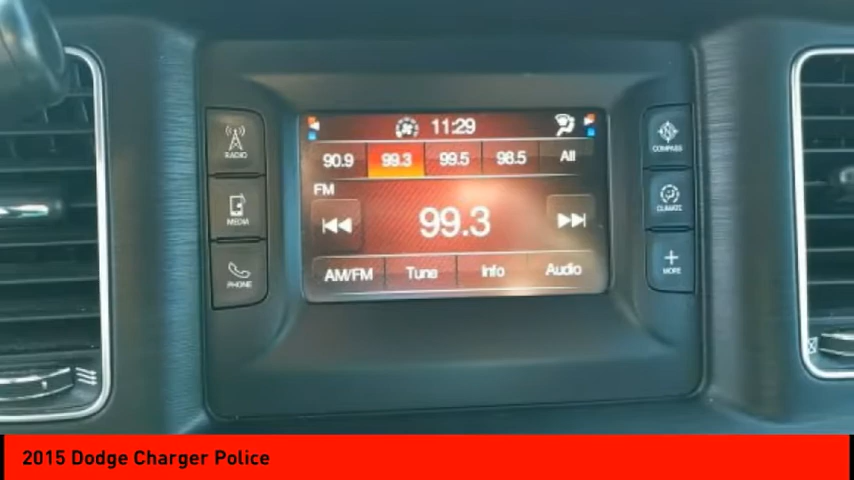 11:29
90.9 99.3 99.5 98.5 All
FM
99.3
AM/FM Tune Info Audio
RADIO
MEDIA
PHONE
N
COMPASS
CLIMATE
MORE
2015 Dodge Charger Police